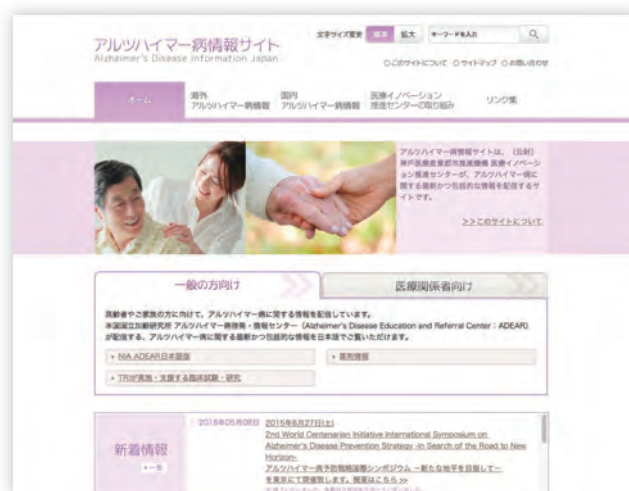 アルツハイマー病情報サイト
Alzheimer's Disease Information Japan
文字サイズ変更 標準 拡大 キーワードを入力
このサイトについて サイトマップ お問い合わせ
ホーム
海外
アルツハイマー病情報
国内
アルツハイマー病情報
医療イノベーション
推進センターの取り組み
リンク集
アルツハイマー病情報サイトは、(公財)
神戸医療産業都市推進機構 医療イノベーシ
ョン推進センターが、アルツハイマー病に
関する最新かつ包括的な情報を配信するサ
イトです。
>>このサイトについて
一般の方向け
医療関係者向け
高齢者やご家族の方に向けて、アルツハイマー病に関する情報を配信しています。
米国国立加齢研究所 アルツハイマー病啓発・情報センター(Alzheimer's Disease Education and Referral Center:ADEAR)
が配信する、アルツハイマー病に関する最新かつ包括的な情報を日本語でご覧いただけます。
NIA ADEAR日本語版
薬剤情報
TRIが実施・支援する臨床試験・研究
新着情報
一覧
2015年05月08日 2015年6月27日(土)
2nd World Centenarian Initiative International Symposium on
Alzheimer's Disease Prevention Strategy -in Search of the Road to New
Horizon-
アルツハイマー病予防戦略国際シンポジウム −新たな地平を目指して−
を東京にて開催致します。概要はこちら >>